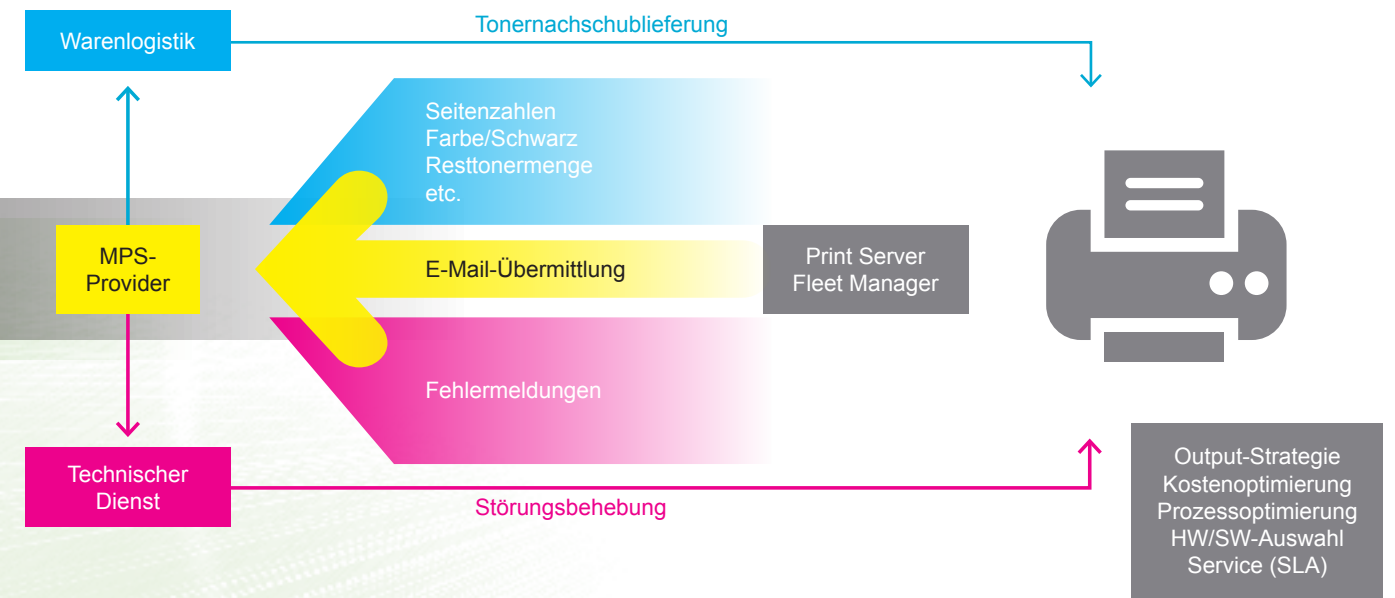 Warenlogistik
Tonernachschublieferung
Seitenzahlen
Farbe/Schwarz
Resttonermenge
etc.
MPS-
Provider
E-Mail-Übermittlung
Print Server
Fleet Manager
Fehlermeldungen
Technischer
Dienst
Störungsbehebung
Output-Strategie
Kostenoptimierung
Prozessoptimierung
HW/SW-Auswahl
Service (SLA)